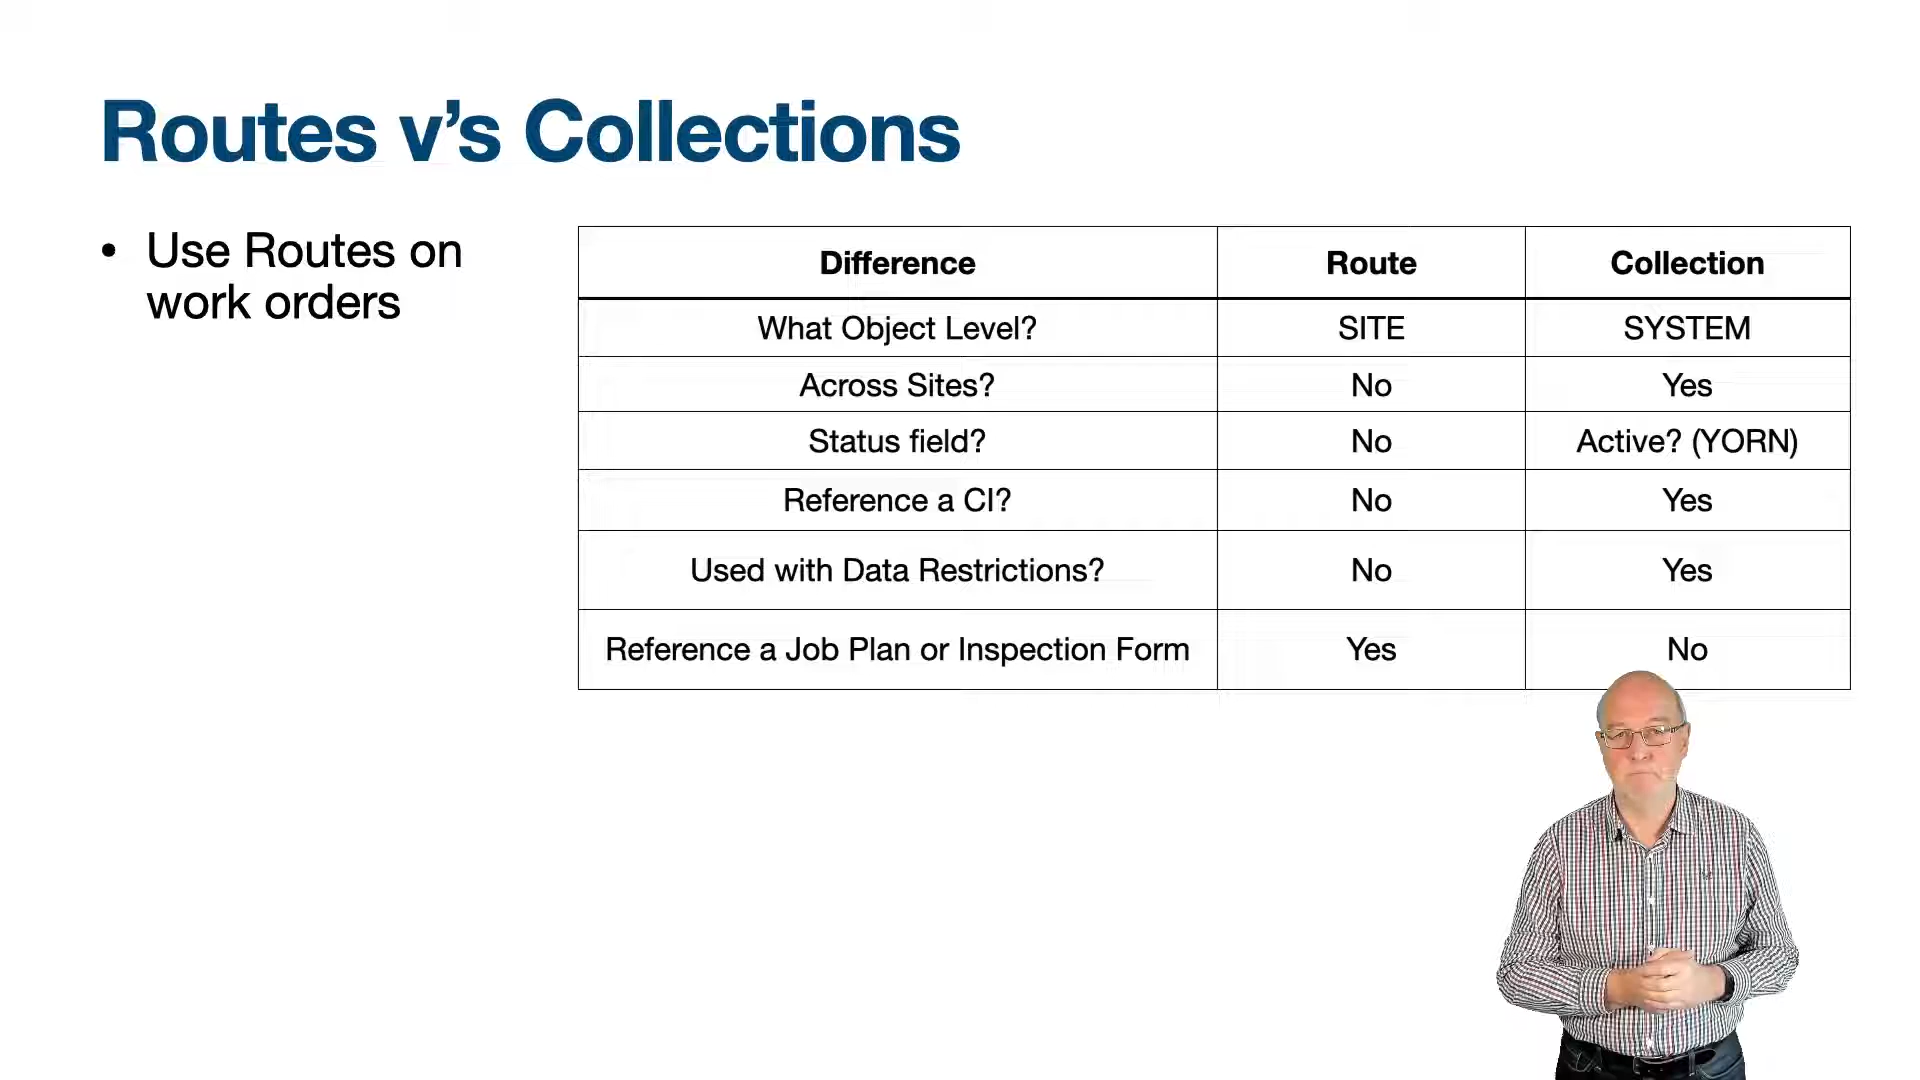 Routes v’s Collections
• Use Routes on
work orders
Difference Route Collection
What Object Level? SITE SYSTEM
Across Sites? No Yes
Status field? No Active? (YORN)
Reference a CI? No Yes
Used with Data Restrictions? No Yes
Reference a Job Plan or Inspection Form Yes No